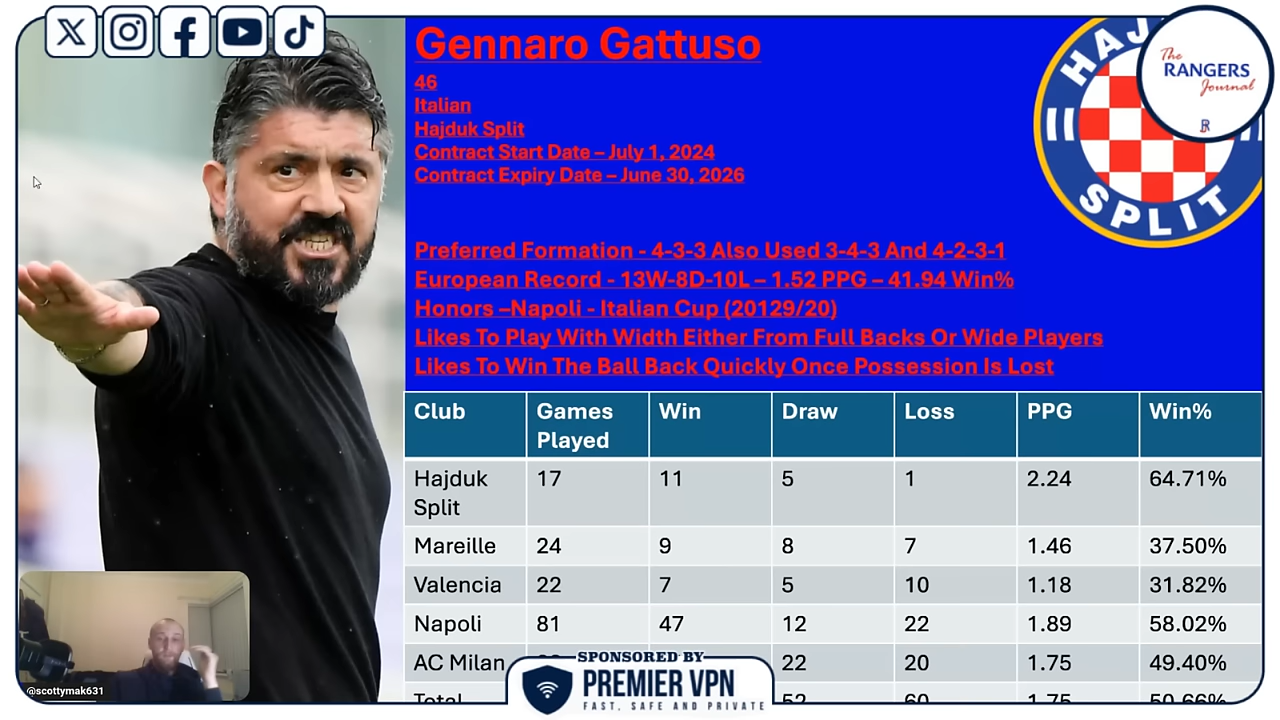 Gennaro Gattuso
46
Italian
Hajduk Split
Contract Start Date – July 1, 2024
Contract Expiry Date – June 30, 2026
HAJ
SPLIT
The
RANGERS
Journal
Preferred Formation - 4-3-3 Also Used 3-4-3 And 4-2-3-1
European Record - 13W-8D-10L – 1.52 PPG – 41.94 Win%
Honors –Napoli - Italian Cup (20129/20)
Likes To Play With Width Either From Full Backs Or Wide Players
Likes To Win The Ball Back Quickly Once Possession Is Lost
Club Games Played Win Draw Loss PPG Win%
Hajduk Split 17 11 5 1 2.24 64.71%
Mareille 24 9 8 7 1.46 37.50%
Valencia 22 7 5 10 1.18 31.82%
Napoli 81 47 12 22 1.89 58.02%
AC Milan 22 20 1.75 49.40%
Total 52 60 1.75 50.66%
@scottymak631
SPONSORED BY
PREMIER VPN
FAST, SAFE AND PRIVATE